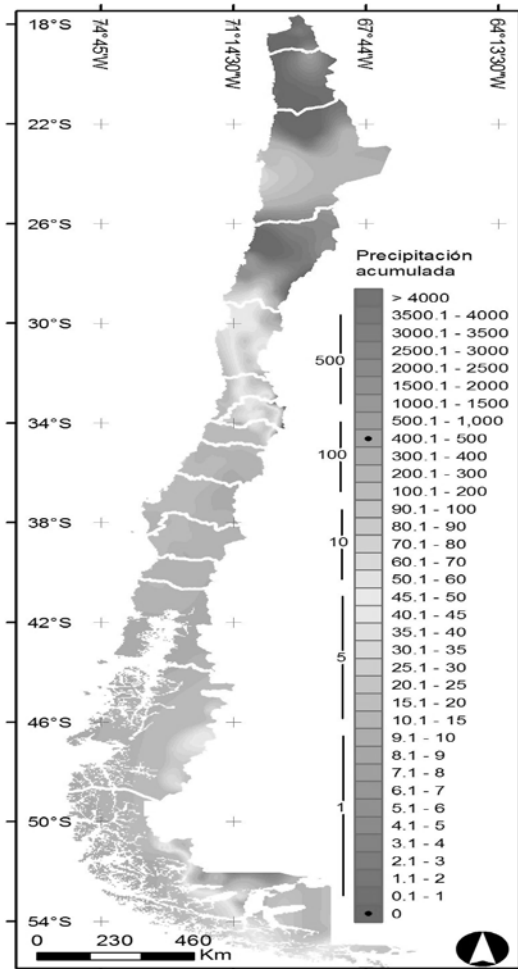 18°S
74°45'W
71°14'30"W
67°44'W
64°13'30"W
22°S
26°S
30°S
34°S
38°S
42°S
46°S
50°S
54°S
Precipitación
acumulada
> 4000
3500.1 - 4000
3000.1 - 3500
2500.1 - 3000
2000.1 - 2500
1500.1 - 2000
1000.1 - 1500
500.1 - 1,000
400.1 - 500
300.1 - 400
200.1 - 300
100.1 - 200
90.1 - 100
80.1 - 90
70.1 - 80
60.1 - 70
50.1 - 60
45.1 - 50
40.1 - 45
35.1 - 40
30.1 - 35
25.1 - 30
20.1 - 25
15.1 - 20
10.1 - 15
9.1 - 10
8.1 - 9
7.1 - 8
6.1 - 7
5.1 - 6
4.1 - 5
3.1 - 4
2.1 - 3
1.1 - 2
0.1 - 1
0
500
100
10
5
1
0 230 460
Km